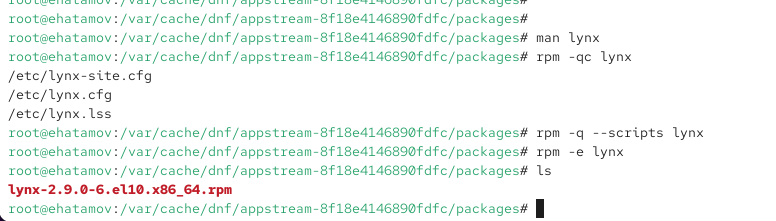 root@ehatamov:/var/cache/dnf/appstream-8f18e4146890fdfc/packages#
root@ehatamov:/var/cache/dnf/appstream-8f18e4146890fdfc/packages#
root@ehatamov:/var/cache/dnf/appstream-8f18e4146890fdfc/packages# man lynx
root@ehatamov:/var/cache/dnf/appstream-8f18e4146890fdfc/packages# rpm -qc lynx
/etc/lynx-site.cfg
/etc/lynx.cfg
/etc/lynx.lss
root@ehatamov:/var/cache/dnf/appstream-8f18e4146890fdfc/packages# rpm -q --scripts lynx
root@ehatamov:/var/cache/dnf/appstream-8f18e4146890fdfc/packages# rpm -e lynx
root@ehatamov:/var/cache/dnf/appstream-8f18e4146890fdfc/packages# ls
lynx-2.9.0-6.el10.x86_64.rpm
root@ehatamov:/var/cache/dnf/appstream-8f18e4146890fdfc/packages#